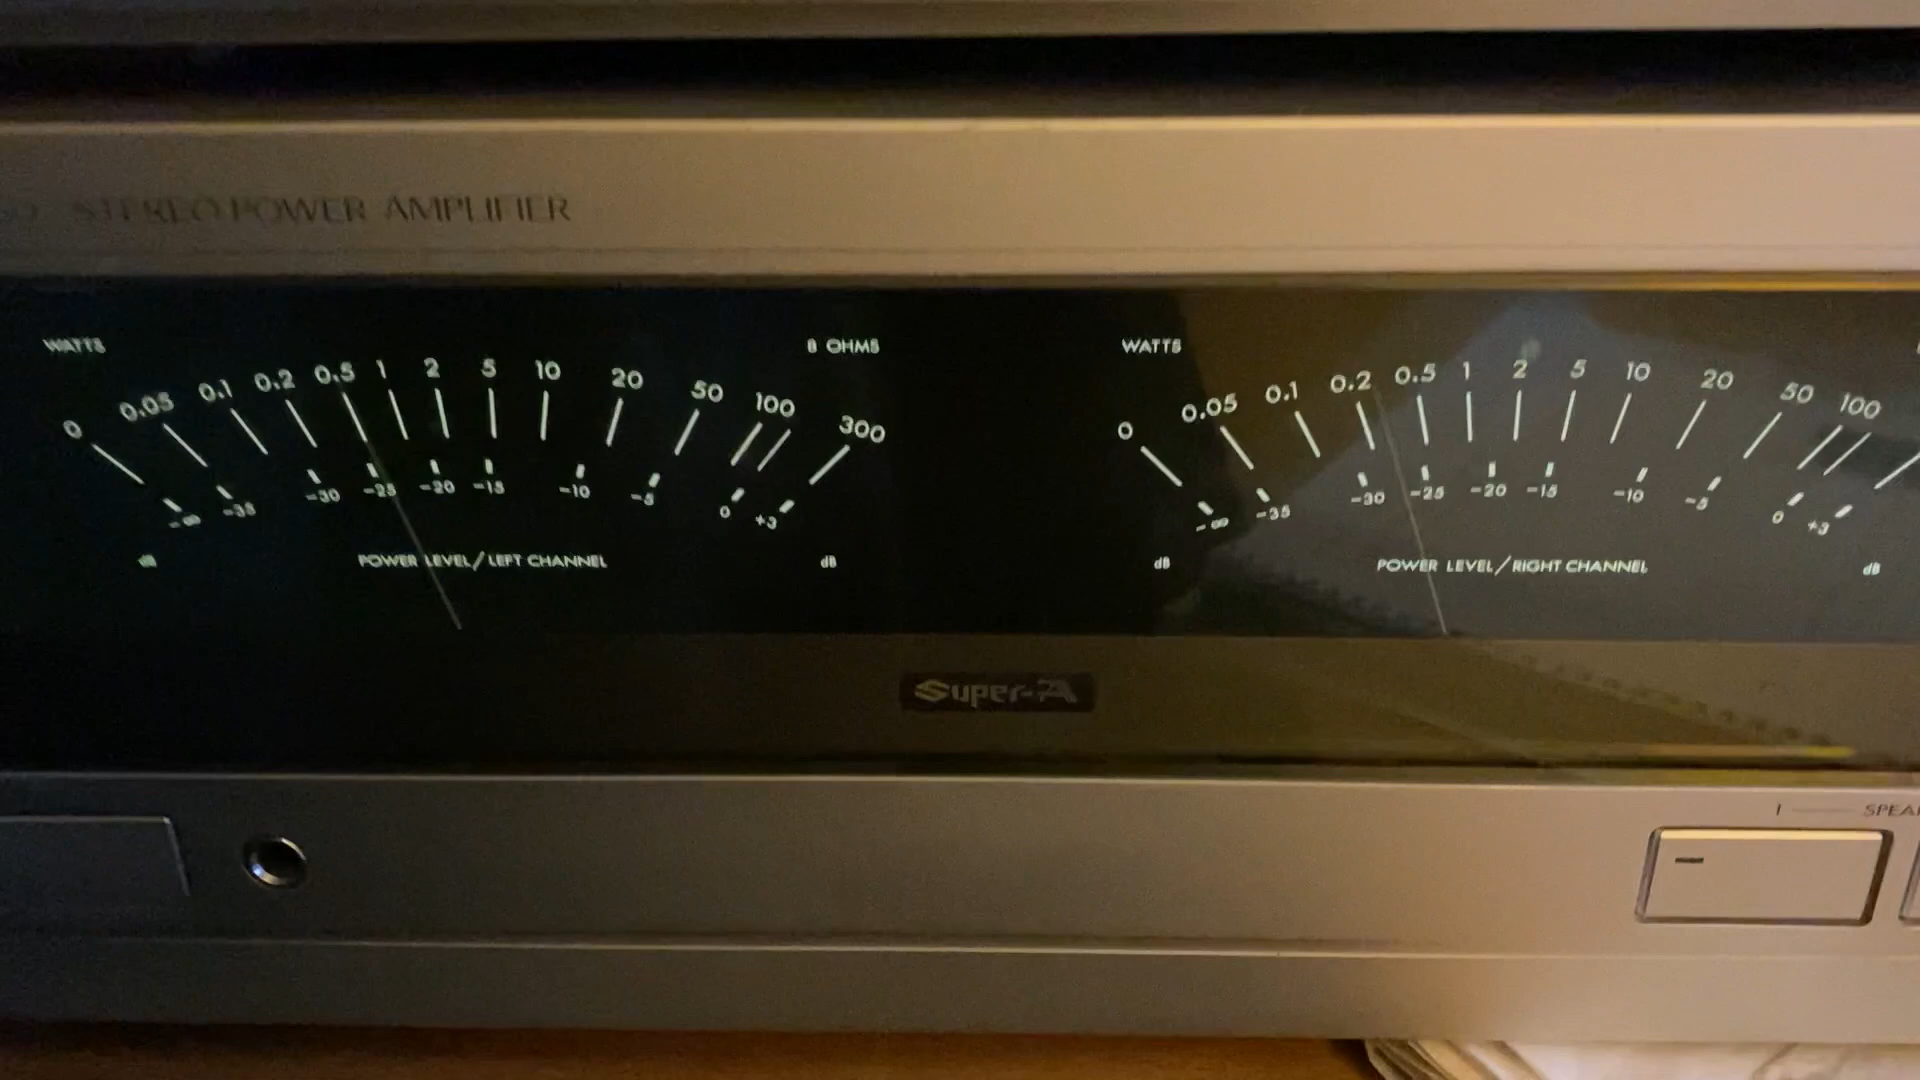 STEREO POWER AMPLIFIER
WATTS 8 OHMS
0 0.05 0.1 0.2 0.5 1 2 5 10 20 50 100 300
-∞ -35 -30 -25 -20 -15 -10 -5 0 +3
dB POWER LEVEL/LEFT CHANNEL dB
WATTS
0 0.05 0.1 0.2 0.5 1 2 5 10 20 50 100
-∞ -35 -30 -25 -20 -15 -10 -5 0 +3
dB POWER LEVEL/RIGHT CHANNEL dB
Super-A
1